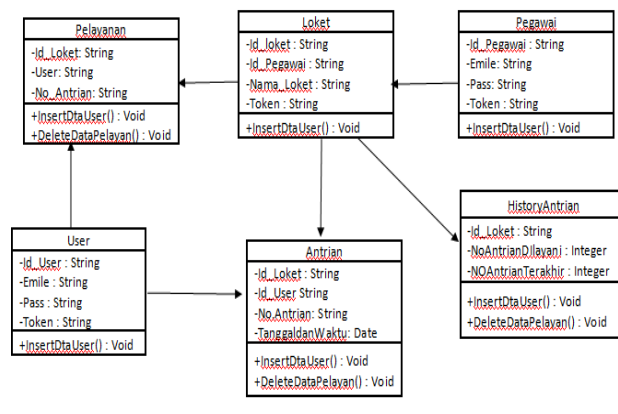 Pelayanan
-Id_Loket: String
-User: String
-No_Antrian: String
+InsertDtaUser() : Void
+DeleteDataPelayan() : Void
Loket
-Id_loket : String
-Id_Pegawai : String
-Nama_Loket : String
-Token : String
+InsertDtaUser() : Void
Pegawai
-Id_Pegawai : String
-Emile: String
-Pass: String
-Token : String
+InsertDtaUser() : Void
User
-Id_User : String
-Emile : String
-Pass : String
-Token : String
+InsertDtaUser() : Void
Antrian
-Id_Loket : String
-Id_User String
-No.Antrian: String
-TanggaldanWaktu: Date
+InsertDtaUser() : Void
+DeleteDataPelayan() : Void
HistoryAntrian
-Id_Loket : String
-NoAntrianDIlayani : Integer
-NOAntrianTerakhir : Integer
+InsertDtaUser() : Void
+DeleteDataPelayan() : Void